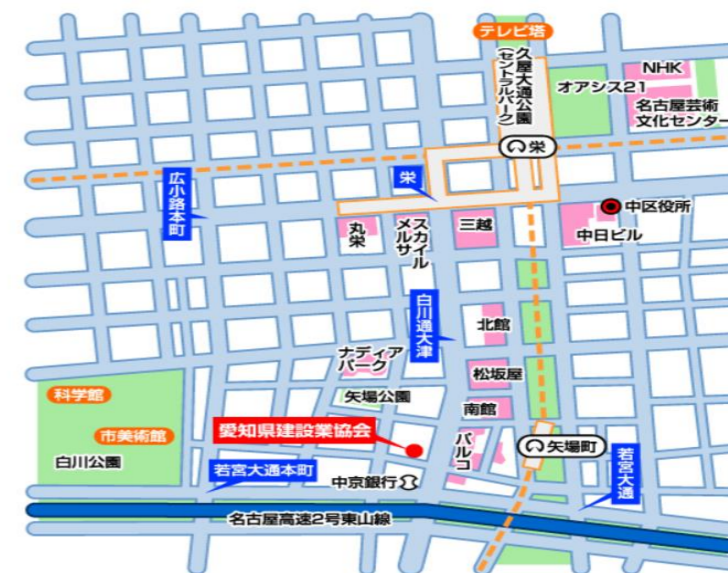 テレビ塔
久屋大通公園
(セントラルパーク)
NHK
オアシス21
名古屋芸術
文化センター
栄
広小路本町
栄
中区役所
丸栄
スカイル
メルサ
三越
中日ビル
白川通大津
北館
ナディア
パーク
松坂屋
科学館
矢場公園
南館
市美術館
愛知県建設業協会
パルコ
矢場町
白川公園
若宮大通本町
中京銀行
若宮大通
名古屋高速2号東山線